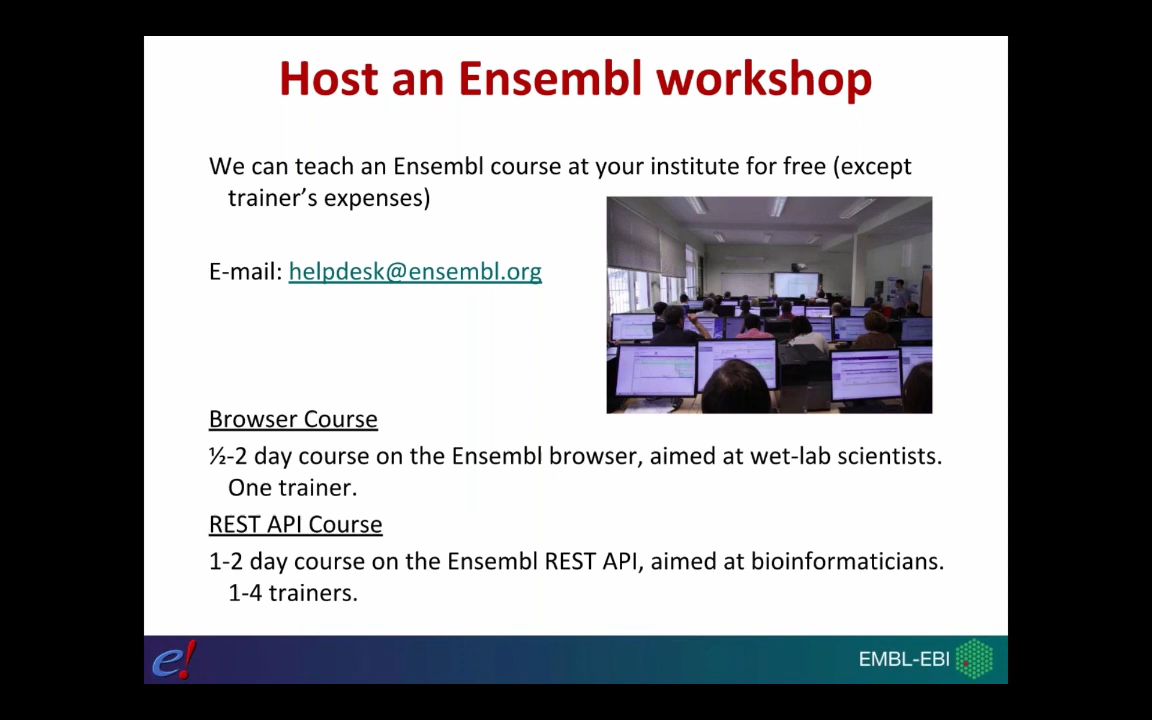 Host an Ensembl workshop
We can teach an Ensembl course at your institute for free (except
trainer’s expenses)
E-mail: helpdesk@ensembl.org
Browser Course
½-2 day course on the Ensembl browser, aimed at wet-lab scientists.
One trainer.
REST API Course
1-2 day course on the Ensembl REST API, aimed at bioinformaticians.
1-4 trainers.
e!
EMBL-EBI